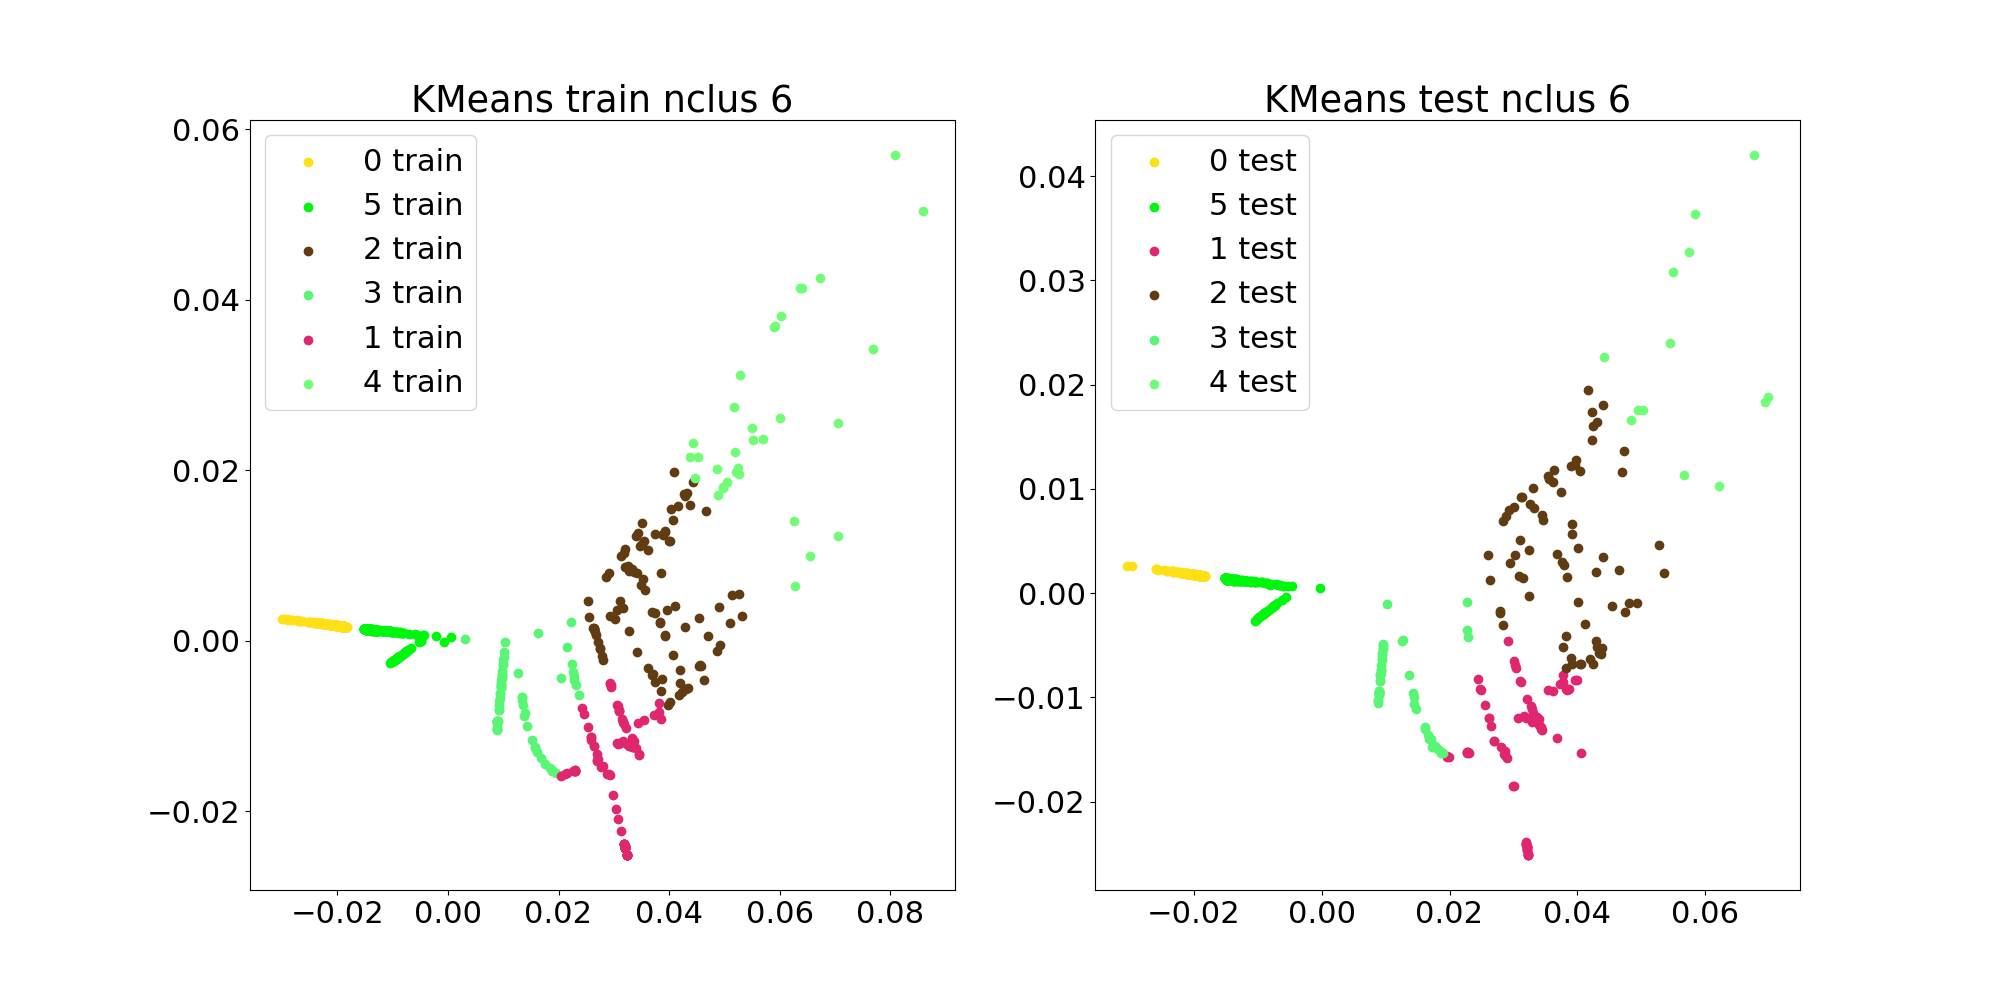 KMeans train nclus 6
0.06
0.04
0.02
0.00
−0.02
0 train
5 train
2 train
3 train
1 train
4 train
−0.02 0.00 0.02 0.04 0.06 0.08
KMeans test nclus 6
0.04
0.03
0.02
0.01
0.00
−0.01
−0.02
0 test
5 test
1 test
2 test
3 test
4 test
−0.02 0.00 0.02 0.04 0.06